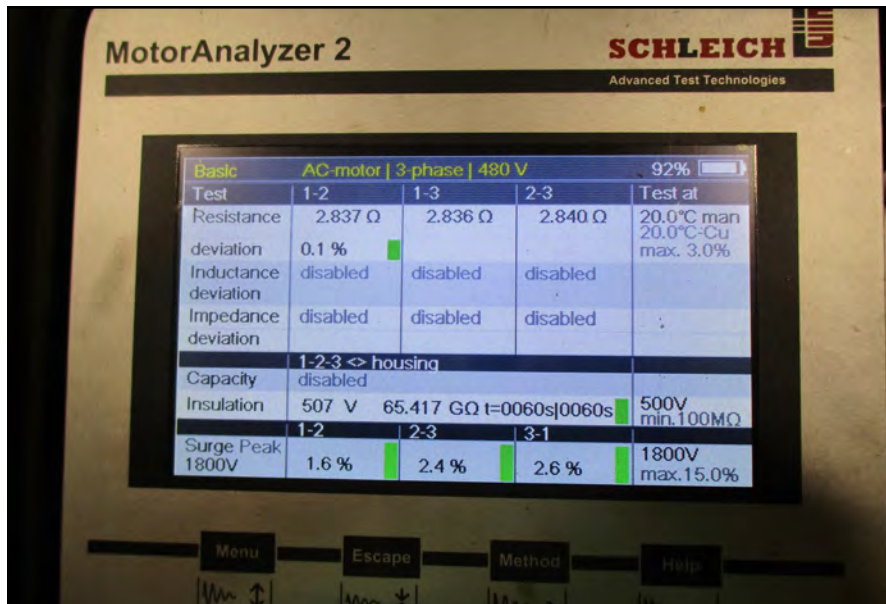 MotorAnalyzer 2
SCHLEICH
Advanced Test Technologies
Basic AC-motor | 3-phase | 480 V 92%
Test 1-2 1-3 2-3 Test at
Resistance 2.837 Ω 2.836 Ω 2.840 Ω 20.0°C man
20.0°C-Cu
deviation 0.1 % max. 3.0%
Inductance disabled disabled disabled
deviation
Impedance disabled disabled disabled
deviation
1-2-3 <> housing
Capacity disabled
Insulation 507 V 65.417 GΩ t=0060s|0060s 500V
min.100MΩ
1-2 2-3 3-1
Surge Peak 1800V
1800V 1.6 % 2.4 % 2.6 % max.15.0%
Menu Escape Method Help